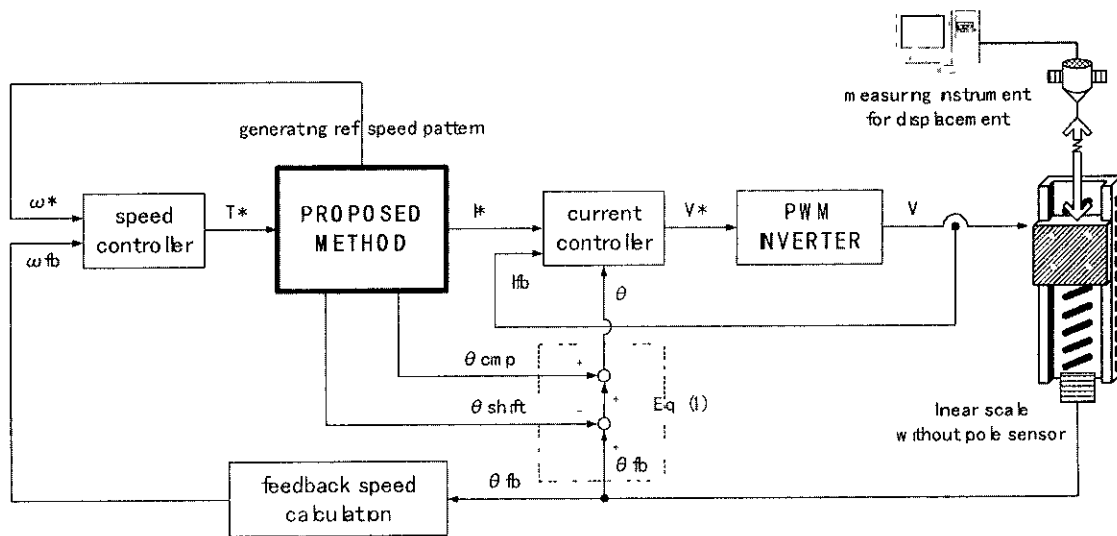 measuring instrument
for displacement
generating ref speed pattern
ω*
speed
controller
ωfb
T*
PROPOSED
METHOD
I*
current
controller
Ifb
V*
PWM
INVERTER
V
θ
θcmp
+
+
θshift
-
+
Eq (1)
θfb
linear scale
without pole sensor
feedback speed
calculation
θfb